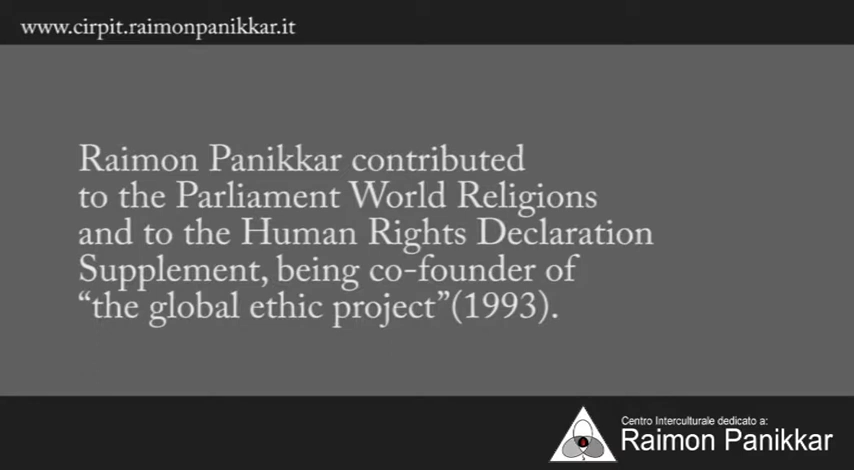 www.cirpit.raimonpanikkar.it
Raimon Panikkar contributed
to the Parliament World Religions
and to the Human Rights Declaration
Supplement, being co-founder of
“the global ethic project”(1993).
Centro Interculturale dedicato a:
Raimon Panikkar